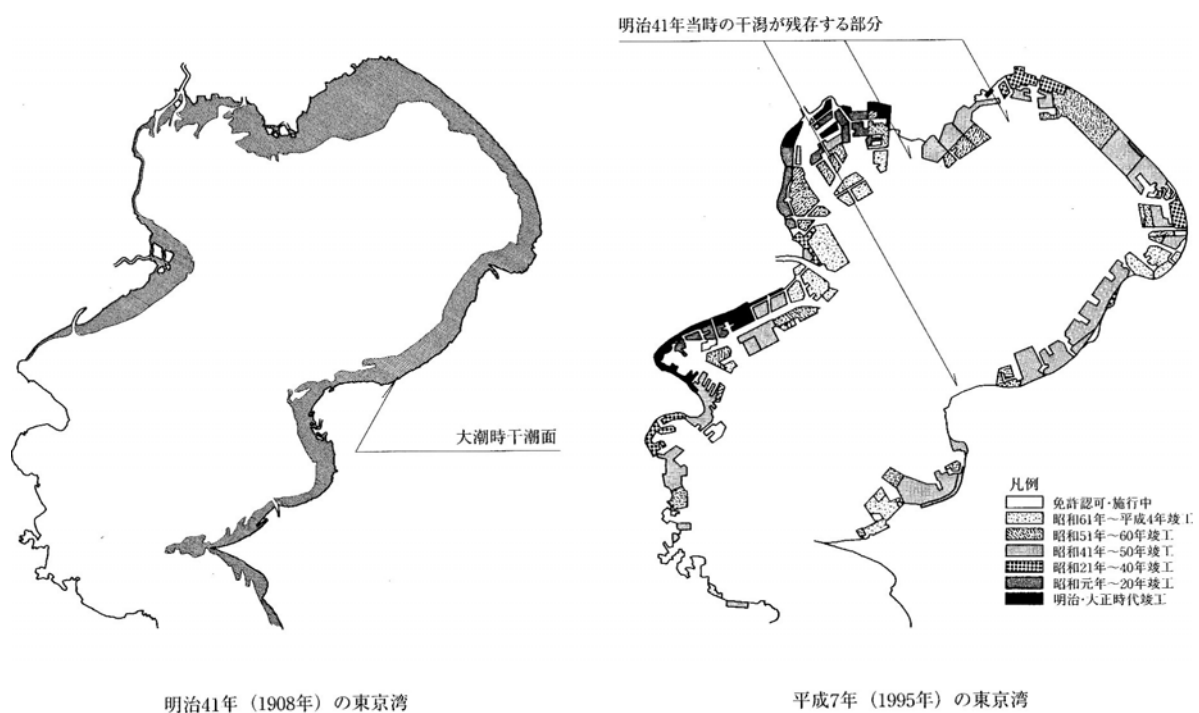 明治41年当時の干潟が残存する部分
大潮時干潮面
凡例
免許認可・施行中
昭和61年～平成4年竣工
昭和51年～60年竣工
昭和41年～50年竣工
昭和21年～40年竣工
昭和元年～20年竣工
明治・大正時代竣工
明治41年（1908年）の東京湾
平成7年（1995年）の東京湾